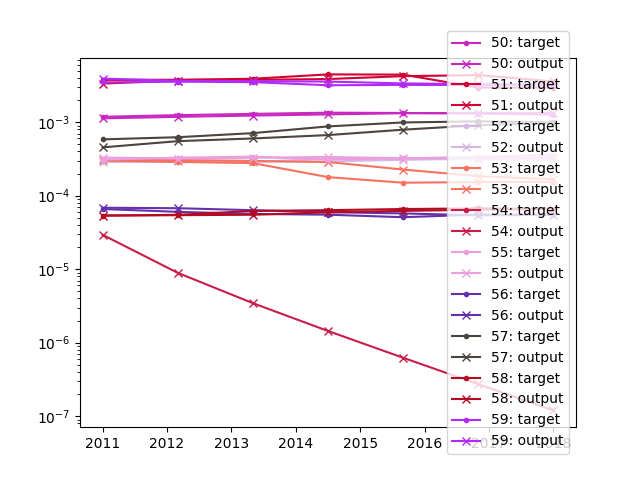 50: target
50: output
51: target
51: output
52: target
52: output
53: target
53: output
54: target
54: output
55: target
55: output
56: target
56: output
57: target
57: output
58: target
58: output
59: target
59: output
10⁻³
10⁻⁴
10⁻⁵
10⁻⁶
10⁻⁷
2011 2012 2013 2014 2015 2016 2017 2018